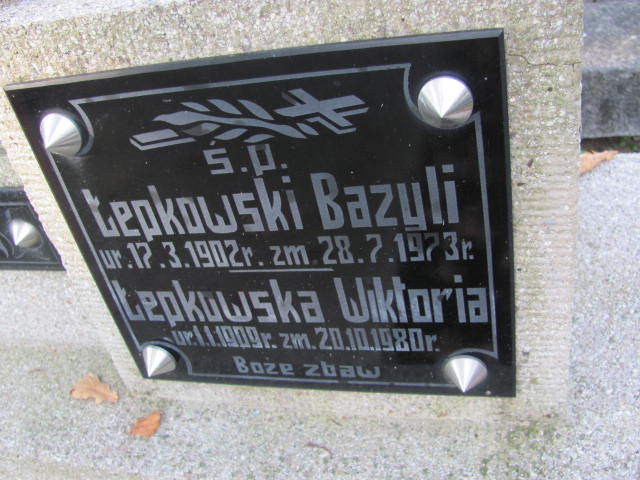 ś.p.
Łepkowski Bazyli
ur. 17.3.1902r. zm 28.7.1973r.
Łepkowska Wiktoria
ur 1.1.1909r. zm. 20.10.1980r.
Boże zbaw